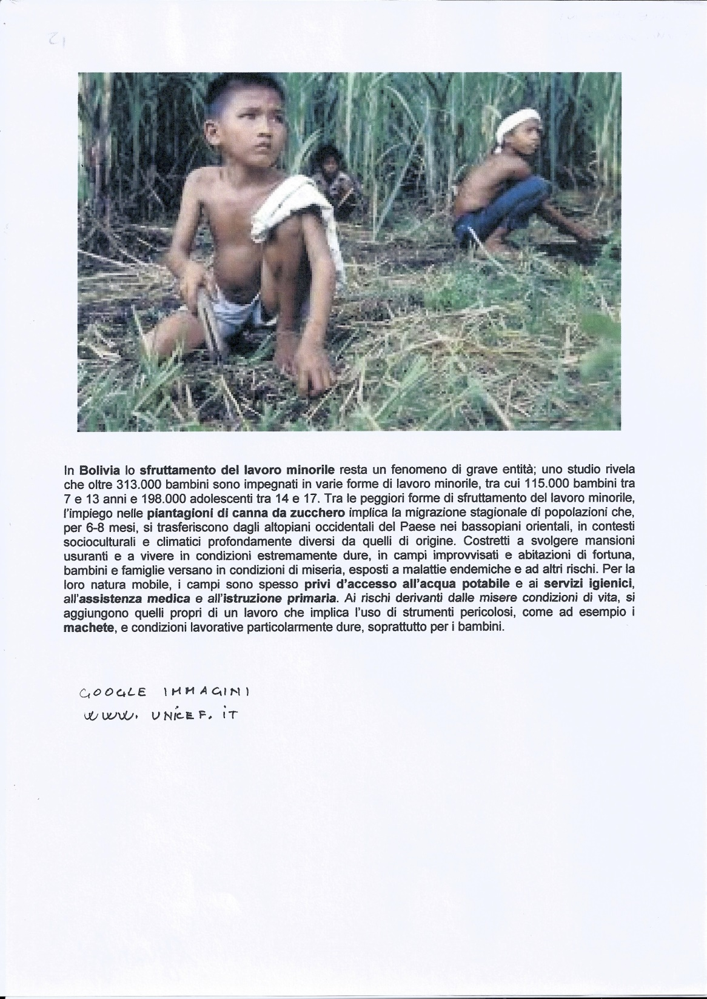 In Bolivia lo sfruttamento del lavoro minorile resta un fenomeno di grave entità; uno studio rivela
che oltre 313.000 bambini sono impegnati in varie forme di lavoro minorile, tra cui 115.000 bambini tra
7 e 13 anni e 198.000 adolescenti tra 14 e 17. Tra le peggiori forme di sfruttamento del lavoro minorile,
l'impiego nelle piantagioni di canna da zucchero implica la migrazione stagionale di popolazioni che,
per 6-8 mesi, si trasferiscono dagli altopiani occidentali del Paese nei bassopiani orientali, in contesti
socioculturali e climatici profondamente diversi da quelli di origine. Costretti a svolgere mansioni
usuranti e a vivere in condizioni estremamente dure, in campi improvvisati e abitazioni di fortuna,
bambini e famiglie versano in condizioni di miseria, esposti a malattie endemiche e ad altri rischi. Per la
loro natura mobile, i campi sono spesso privi d'accesso all'acqua potabile e ai servizi igienici,
all'assistenza medica e all'istruzione primaria. Ai rischi derivanti dalle misere condizioni di vita, si
aggiungono quelli propri di un lavoro che implica l'uso di strumenti pericolosi, come ad esempio i
machete, e condizioni lavorative particolarmente dure, soprattutto per i bambini.
GOOGLE IMMAGINI
WWW. UNICEF. IT